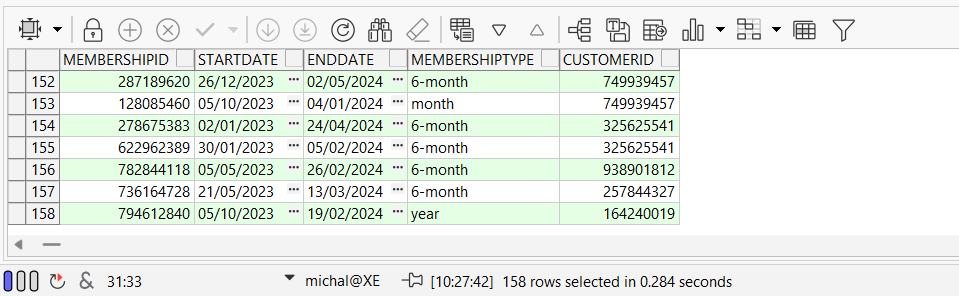 MEMBERSHIPID STARTDATE ENDDATE MEMBERSHIPTYPE CUSTOMERID
152 287189620 26/12/2023 ··· 02/05/2024 ··· 6-month 749939457
153 128085460 05/10/2023 ··· 04/01/2024 ··· month 749939457
154 278675383 02/01/2023 ··· 24/04/2024 ··· 6-month 325625541
155 622962389 30/01/2023 ··· 05/02/2024 ··· 6-month 325625541
156 782844118 05/05/2023 ··· 26/02/2024 ··· 6-month 938901812
157 736164728 21/05/2023 ··· 13/03/2024 ··· 6-month 257844327
158 794612840 05/10/2023 ··· 19/02/2024 ··· year 164240019
& 31:33 michal@XE [10:27:42] 158 rows selected in 0.284 seconds